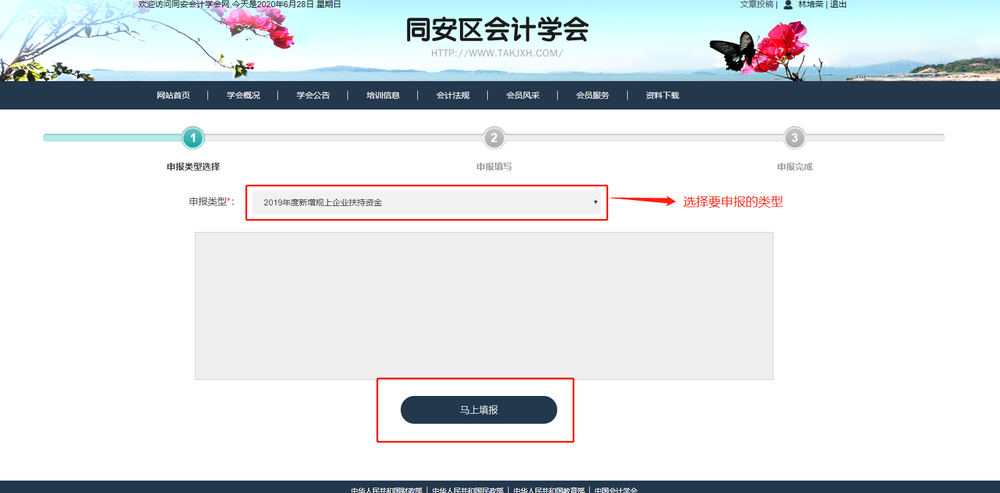 欢迎访问同安会计学会网,今天是2020年6月28日 星期日
文章投稿 | 林培荣 | 退出
同安区会计学会
HTTP://WWW.TAKJXH.COM/
网站首页 | 学会概况 | 学会公告 | 培训信息 | 会计法规 | 会员风采 | 会员服务 | 资料下载
1 2 3
申报类型选择 申报填写 申报完成
申报类型*: 2019年度新增规上企业扶持资金 选择要申报的类型
马上填报
中华人民共和国财政部 | 中华人民共和国民政部 | 中华人民共和国教育部 | 中国会计学会